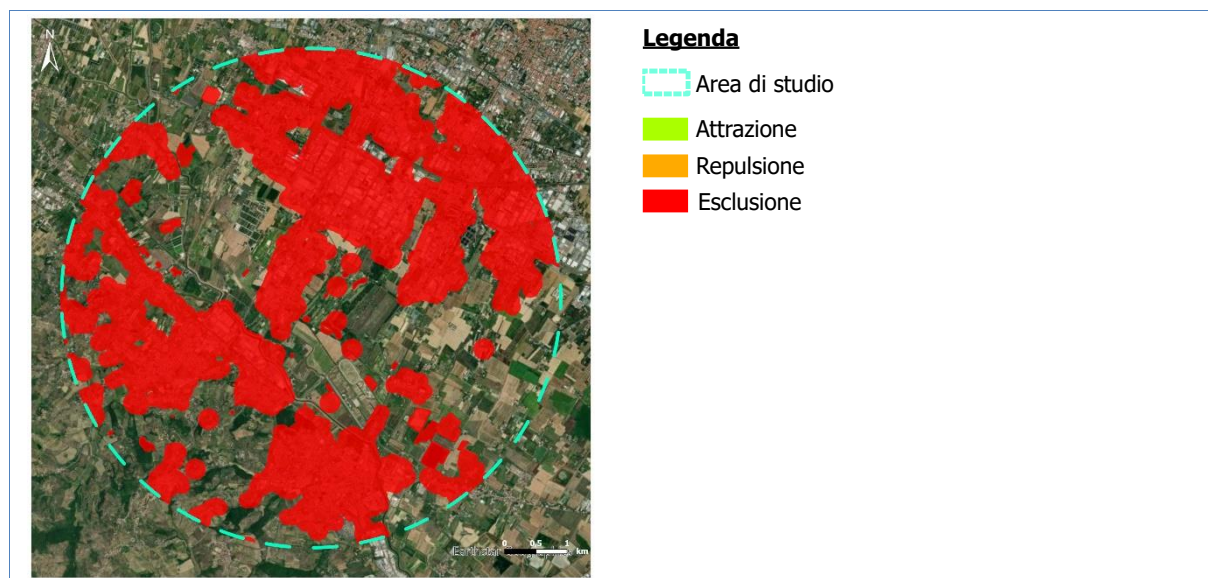 N
Legenda
Area di studio
Attrazione
Repulsione
Esclusione
0 0,5 1
km
Earthstar